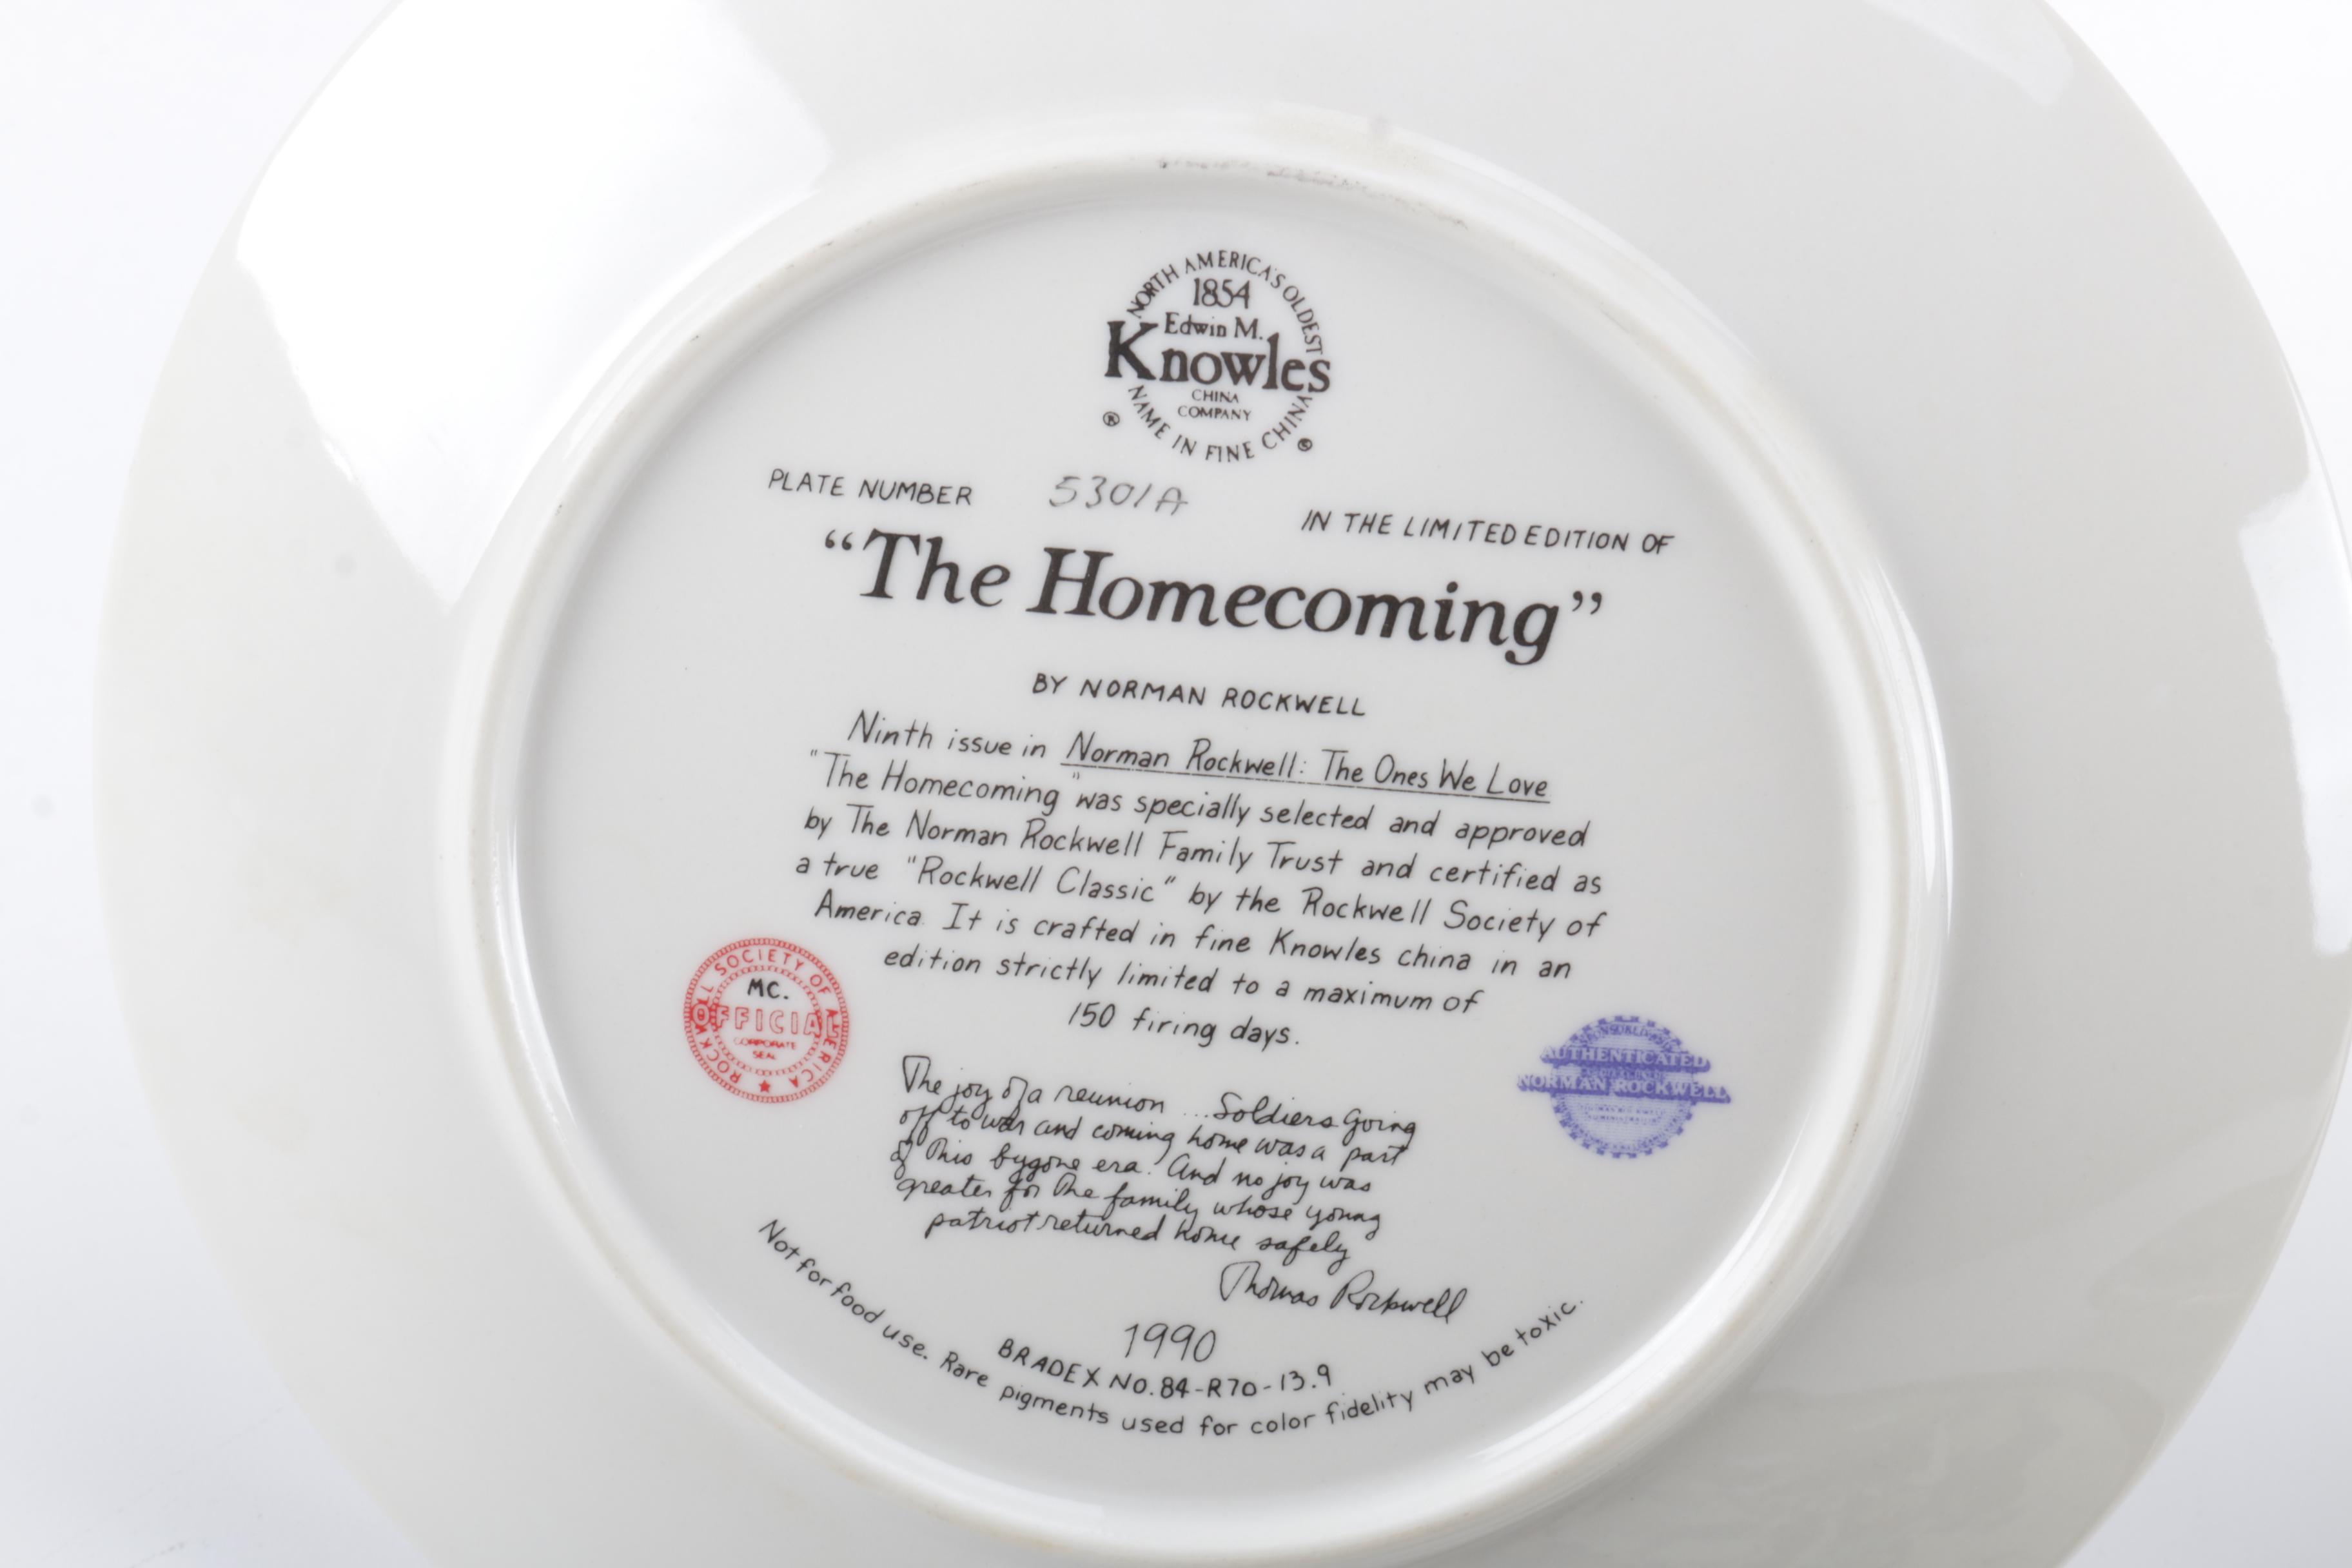 NORTH AMERICA'S OLDEST
1854
Edwin M.
Knowles
CHINA
COMPANY
NAME IN FINE CHINA
® ®
PLATE NUMBER 5301A IN THE LIMITED EDITION OF
“The Homecoming”
BY NORMAN ROCKWELL
Ninth issue in Norman Rockwell: The Ones We Love
"The Homecoming" was specially selected and approved
by The Norman Rockwell Family Trust and certified as
a true "Rockwell Classic" by the Rockwell Society of
America. It is crafted in fine Knowles china in an
edition strictly limited to a maximum of
150 firing days.
ROCKWELL SOCIETY OF AMERICA
MC.
OFFICIAL
CORPORATE
SEAL
AUTHENTICATED
NORMAN ROCKWELL
The joy of a reunion ... Soldiers going
off to war and coming home was a part
of this bygone era. And no joy was
greater for the family whose young
patriot returned home safely
Thomas Rockwell
1990
BRADEX NO. 84-R70-13.9
Not for food use. Rare pigments used for color fidelity may be toxic.